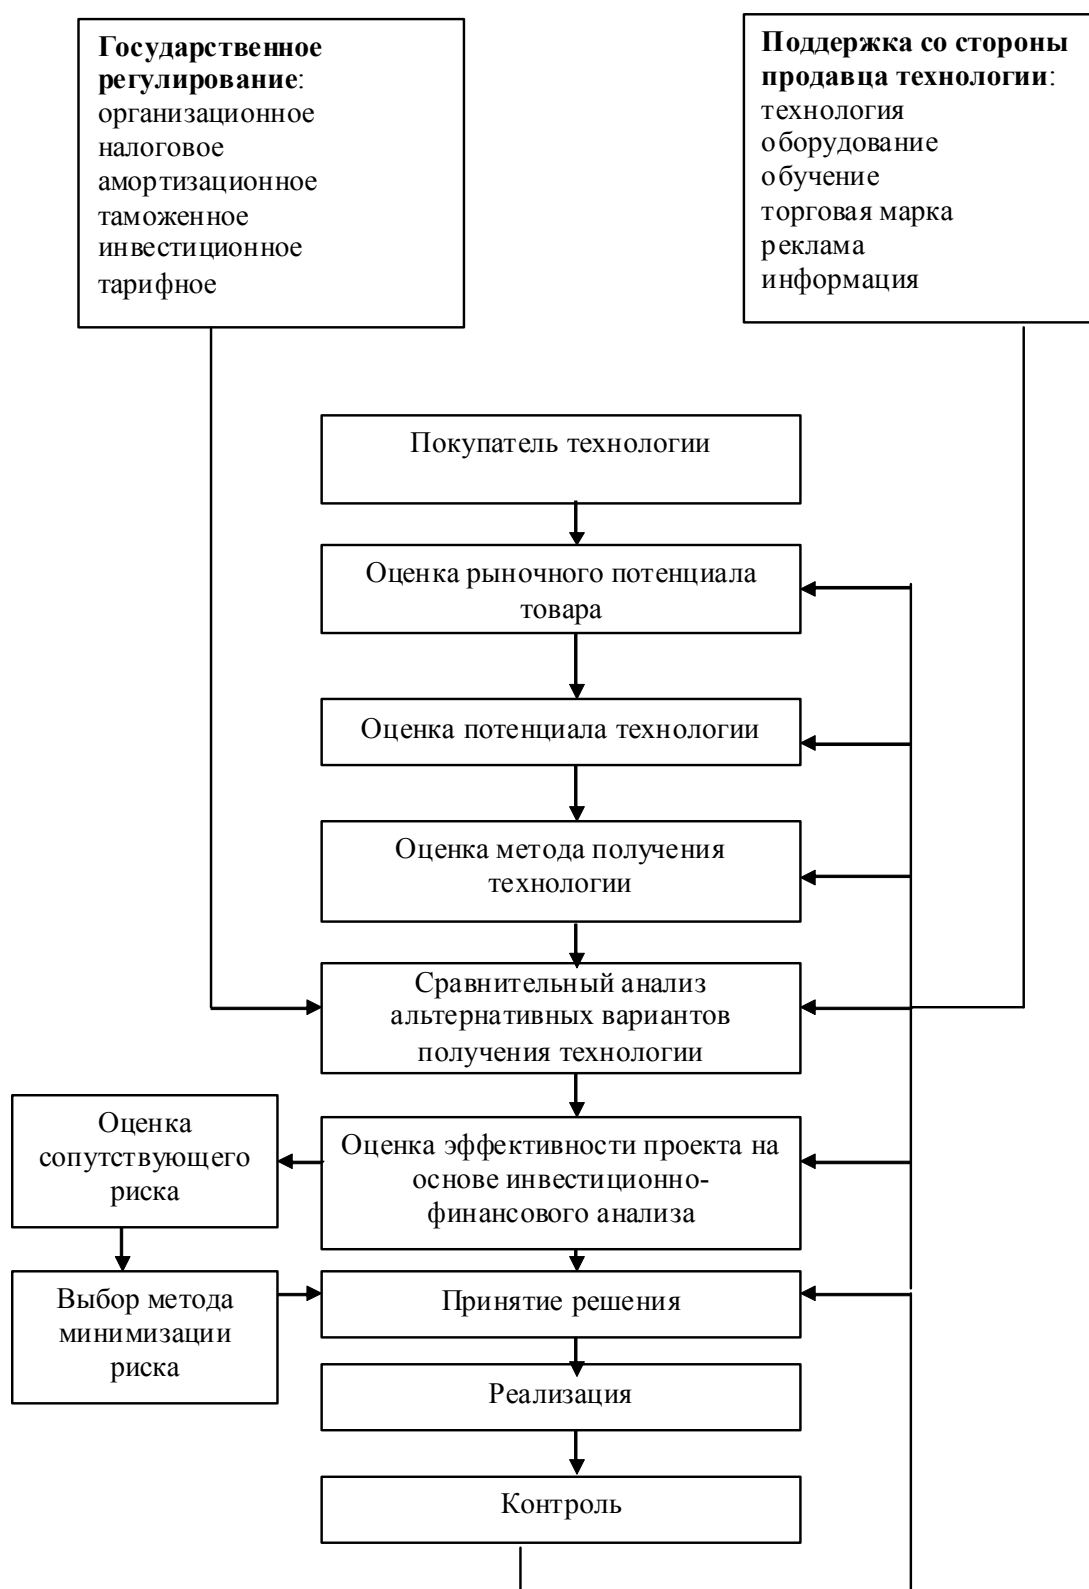 Государственное
регулирование:
организационное
налоговое
амортизационное
таможенное
инвестиционное
тарифное
Поддержка со стороны
продавца технологии:
технология
оборудование
обучение
торговая марка
реклама
информация
Покупатель технологии
Оценка рыночного потенциала
товара
Оценка потенциала технологии
Оценка метода получения
технологии
Сравнительный анализ
альтернативных вариантов
получения технологии
Оценка
сопутствующего
риска
Оценка эффективности проекта на
основе инвестиционно-
финансового анализа
Выбор метода
минимизации
риска
Принятие решения
Реализация
Контроль